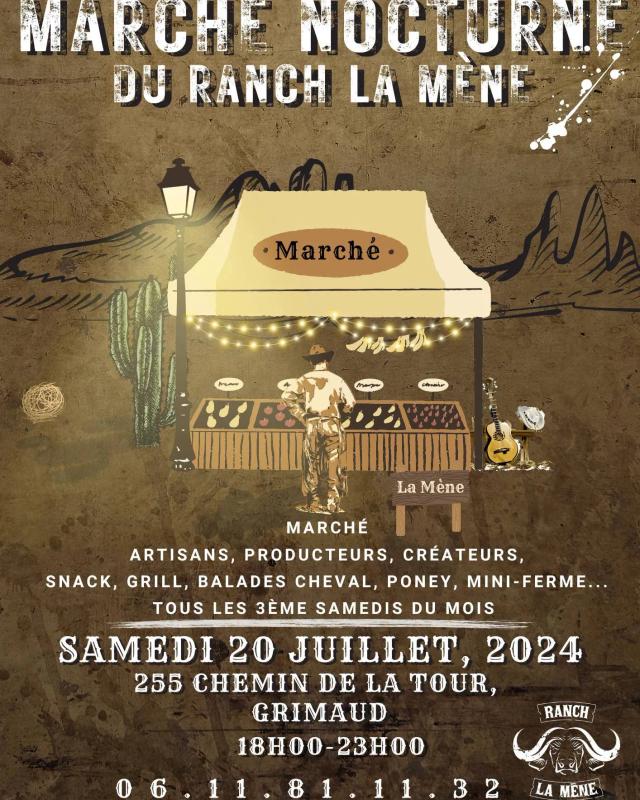 MARCHÉ NOCTURNE
DU RANCH LA MÈNE
Marché
La Mène
MARCHÉ
ARTISANS, PRODUCTEURS, CRÉATEURS,
SNACK, GRILL, BALADES CHEVAL, PONEY, MINI-FERME...
TOUS LES 3ÈME SAMEDIS DU MOIS
SAMEDI 20 JUILLET, 2024
255 CHEMIN DE LA TOUR,
GRIMAUD
18H00-23H00
06.11.81.11.32
RANCH
LA MÈNE